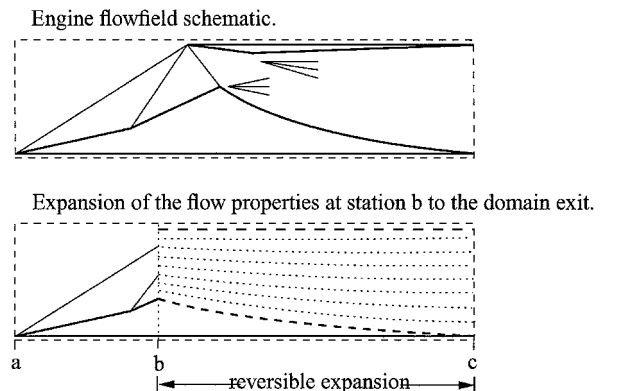 Engine flowfield schematic.
Expansion of the flow properties at station b to the domain exit.
a b c
reversible expansion